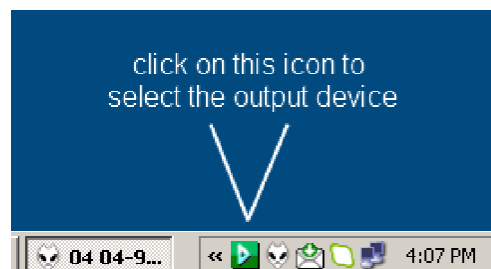 click on this icon to
select the output device
04 04-9... « 4:07 PM